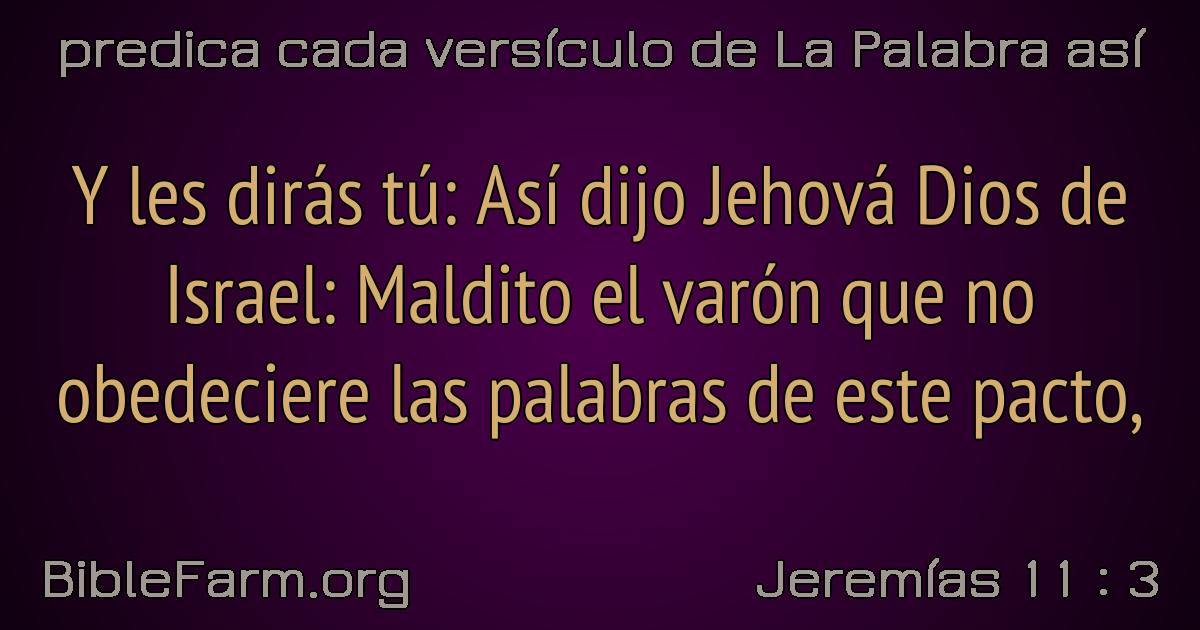 predica cada versículo de La Palabra así
Y les dirás tú: Así dijo Jehová Dios de
Israel: Maldito el varón que no
obedeciere las palabras de este pacto,
BibleFarm.org
Jeremías 11 : 3